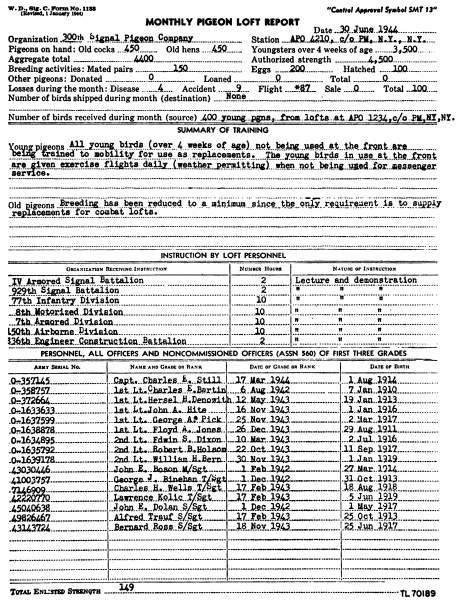 W. D., Sig. C. Form No. 1158
(Revised, 1 January 1944)
"Control Approval Symbol SMT 13"
MONTHLY PIGEON LOFT REPORT
Date 30 June 1944
Organization 300th Signal Pigeon Company Station APO 4210, c/o PM, N.Y., N.Y.
Pigeons on hand: Old cocks 450 Old hens 450 Youngsters over 4 weeks of age 3,500
Aggregate total 4400 Authorized strength 4,500
Breeding activities: Mated pairs 150 Eggs 200 Hatched 100
Other pigeons: Donated 0 Loaned 0 Total 0
Losses during the month: Disease 4 Accident 9 Flight *87 Sale 0 Total 100
Number of birds shipped during month (destination) None
Number of birds received during month (source) 400 young pgns, from lofts at APO 1234, c/o PM, NY, NY.
SUMMARY OF TRAINING
Young pigeons All young birds (over 4 weeks of age) not being used at the front are
being trained to mobility for use as replacements. The young birds in use at the front
are given exercise flights daily (weather permitting) when not being used for messenger
service.
Old pigeons Breeding has been reduced to a minimum since the only requirement is to supply
replacements for combat lofts.
INSTRUCTION BY LOFT PERSONNEL
Organization Receiving Instruction Number Hours Nature of Instruction
IV Armored Signal Battalion 2 Lecture and demonstration
929th Signal Battalion 2 " " "
77th Infantry Division 10 " " "
8th Motorized Division 10 " " "
7th Armored Division 10 " " "
450th Airborne Division 10 " " "
836th Engineer Construction Battalion 2 " " "
PERSONNEL, ALL OFFICERS AND NONCOMMISSIONED OFFICERS (ASSN 560) OF FIRST THREE GRADES
Army Serial No. Name and Grade or Rank Date of Grade or Rank Date of Birth
0-357145 Capt. Charles E. Still 17 Mar 1944 1 Aug 1914
0-358757 1st Lt. Charles E. Bartin 6 Aug 1942 7 Jan 1910
0-372664 1st Lt. Hersel H. Denowith 12 May 1943 19 Jan 1913
0-1633633 1st Lt. John A. Hite 16 Nov 1943 1 Jan 1916
0-1637599 1st Lt. George A. Pick 25 Nov 1943 2 Mar 1917
0-1638878 1st Lt. Floyd A. Jones 26 Dec 1943 29 Aug 1911
0-1634895 2nd Lt. Edwin S. Dixon 10 Mar 1943 2 Jul 1916
0-1635792 2nd Lt. Robert B. Holsom 22 Oct 1943 11 Sep 1917
0-1639178 2nd Lt. William H. Bern 30 Nov 1943 1 Jan 1919
43030446 John E. Boson M/Sgt 1 Feb 1942 27 Mar 1914
41003757 George J. Binehan T/Sgt 1 Dec 1942 31 Oct 1913
7146909 Charles H. Wells T/Sgt 17 Feb 1943 18 Aug 1918
42220770 Lawrence Kolic T/Sgt 17 Feb 1943 5 Jun 1919
45040638 John E. Dolan S/Sgt 1 Dec 1942 1 May 1917
49826467 Alfred Trauf S/Sgt 17 Feb 1943 25 Oct 1913
43143724 Bernard Ross S/Sgt 18 Nov 1943 25 Jun 1917
Total Enlisted Strength 149
TL 70189